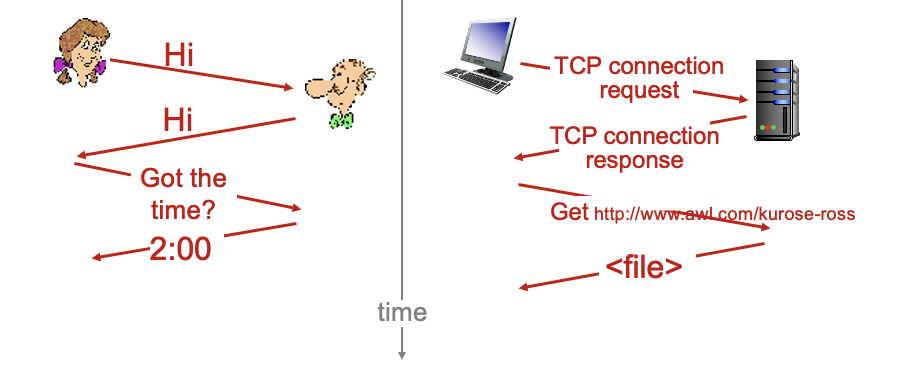 Hi
Hi
Got the
time?
2:00
time
TCP connection
request
TCP connection
response
Get http://www.awl.com/kurose-ross
<file>